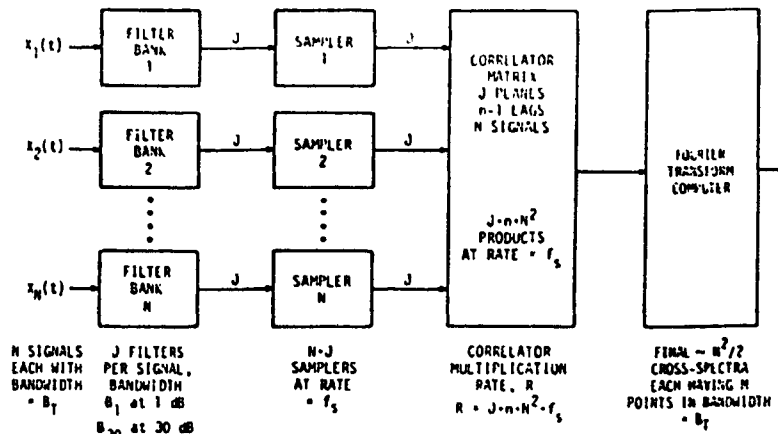 x₁(t)
FILTER
BANK
1
J
SAMPLER
1
J
x₂(t)
FILTER
BANK
2
J
SAMPLER
2
J
xN(t)
FILTER
BANK
N
J
SAMPLER
N
J
CORRELATOR
MATRIX
J PLANES
n-1 LAGS
N SIGNALS
J·n·N²
PRODUCTS
AT RATE = fs
FOURIER
TRANSFORM
COMPUTER
N SIGNALS
EACH WITH
BANDWIDTH
= BT
J FILTERS
PER SIGNAL,
BANDWIDTH
B₁ at 1 dB
B₃₀ at 30 dB
N·J
SAMPLERS
AT RATE
= fs
CORRELATOR
MULTIPLICATION
RATE, R
R = J·n·N²·fs
FINAL ~ N²/2
CROSS-SPECTRA
EACH HAVING M
POINTS IN BANDWIDTH
= BT